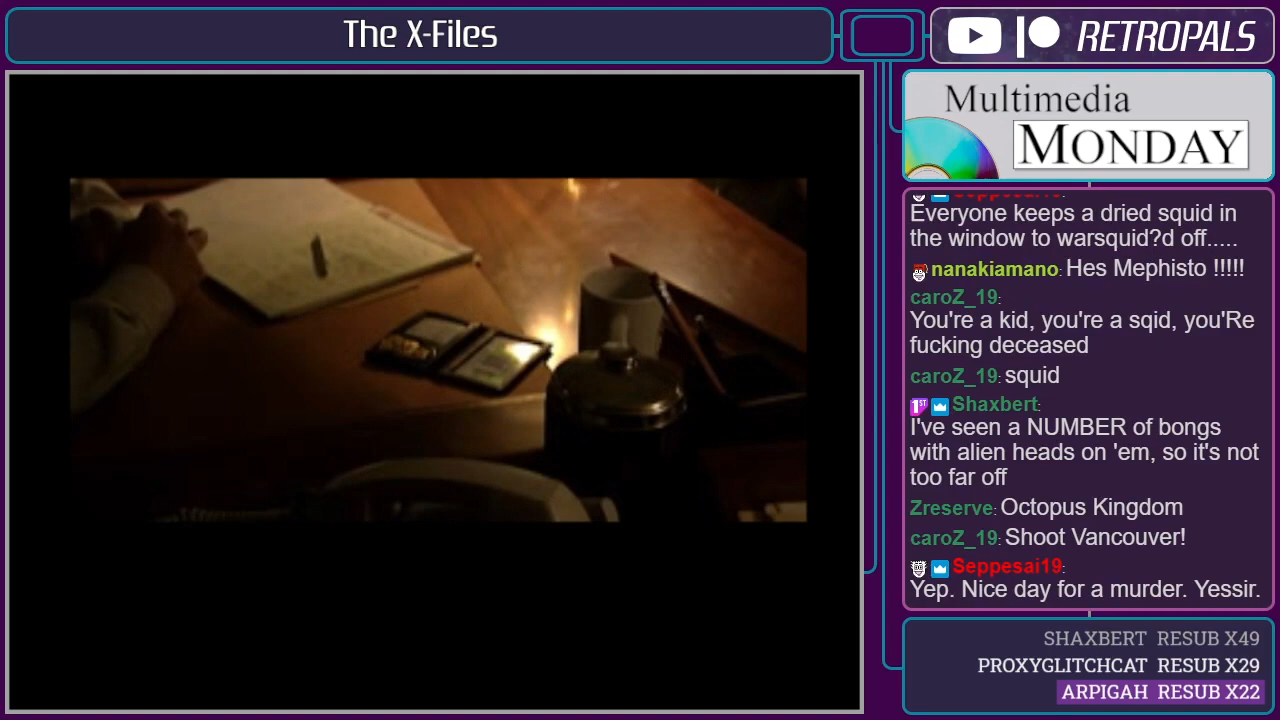 The X-Files
RETROPALS
Multimedia
MONDAY
Everyone keeps a dried squid in
the window to warsquid?d off.....
nanakiamano: Hes Mephisto !!!!!
caroZ_19:
You're a kid, you're a sqid, you'Re
fucking deceased
caroZ_19: squid
1ST Shaxbert:
I've seen a NUMBER of bongs
with alien heads on 'em, so it's not
too far off
Zreserve: Octopus Kingdom
caroZ_19: Shoot Vancouver!
Seppesai19:
Yep. Nice day for a murder. Yessir.
SHAXBERT RESUB X49
PROXYGLITCHCAT RESUB X29
ARPIGAH RESUB X22